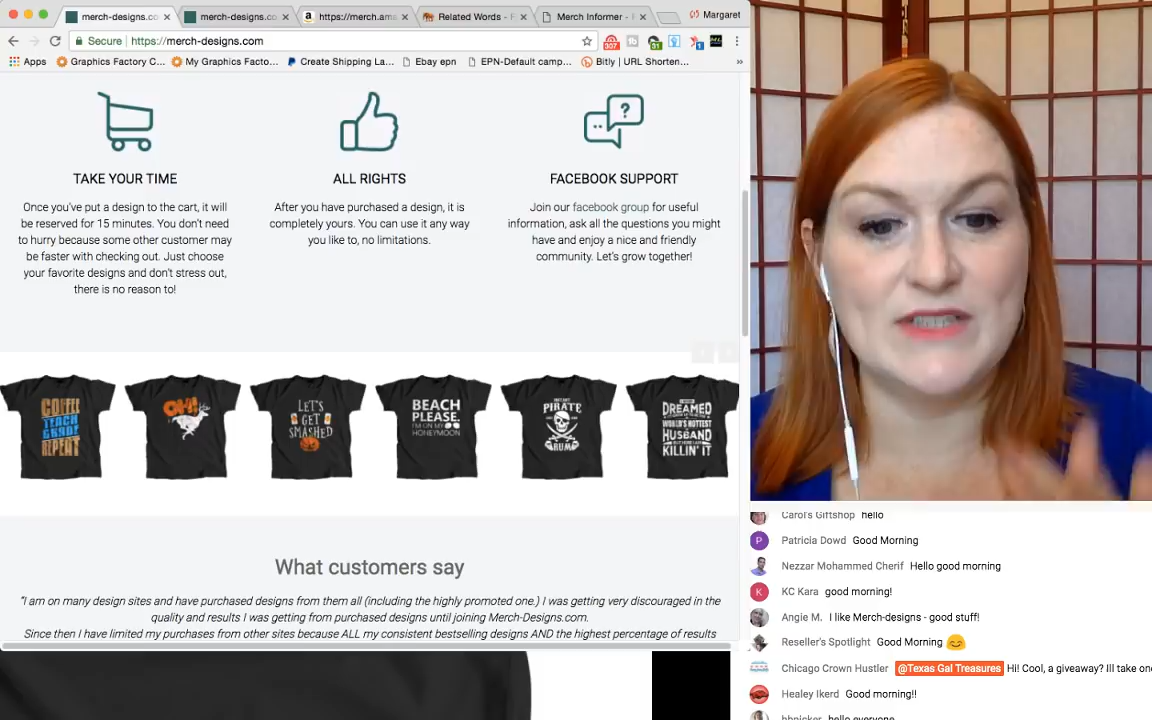 merch-designs.co
merch-designs.co
https://merch.ama
Related Words - F
Merch Informer - F
Margaret
Secure
https://merch-designs.com
307
31
Apps
Graphics Factory C...
My Graphics Facto...
Create Shipping La...
Ebay epn
EPN-Default camp...
Bitly | URL Shorten...
»
TAKE YOUR TIME
Once you've put a design to the cart, it will
be reserved for 15 minutes. You don't need
to hurry because some other customer may
be faster with checking out. Just choose
your favorite designs and don't stress out,
there is no reason to!
ALL RIGHTS
After you have purchased a design, it is
completely yours. You can use it any way
you like to, no limitations.
FACEBOOK SUPPORT
Join our facebook group for useful
information, ask all the questions you might
have and enjoy a nice and friendly
community. Let's grow together!
COFFEE
TEACH
GRADE
REPEAT
OH!
LET'S
GET
SMASHED
BEACH
PLEASE.
I'M ON MY
HONEYMOON
PIRATE
RUM
DREAMED
WORLD'S HOTTEST
HUSBAND
KILLIN' IT
What customers say
"I am on many design sites and have purchased designs from them all (including the highly promoted one.) I was getting very discouraged in the
quality and results I was getting from purchased designs until joining Merch-Designs.com.
Since then I have limited my purchases from other sites because ALL my consistent bestselling designs AND the highest percentage of results
Carol's Giftshop hello
P Patricia Dowd Good Morning
Nezzar Mohammed Cherif Hello good morning
K KC Kara good morning!
Angie M. I like Merch-designs - good stuff!
Reseller's Spotlight Good Morning 😊
Chicago Crown Hustler @Texas Gal Treasures Hi! Cool, a giveaway? Ill take one
Healey Ikerd Good morning!!
hello everyone